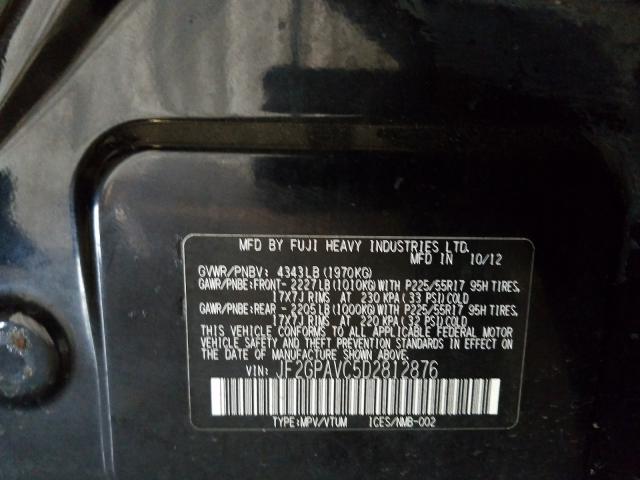 MFD BY FUJI HEAVY INDUSTRIES LTD.
MFD IN 10/12
GVWR/PNBV: 4343LB(1970KG)
GAWR/PNBE:FRONT-2227LB(1010KG)WITH P225/55R17 95H TIRES,
17X7J RIMS AT 230 KPA(33 PSI)COLD
GAWR/PNBE:REAR -2205LB(1000KG)WITH P225/55R17 95H TIRES,
17X7J RIMS AT 220 KPA(32 PSI)COLD
THIS VEHICLE CONFORMS TO ALL APPLICABLE FEDERAL MOTOR
VEHICLE SAFETY AND THEFT PREVENTION STANDARDS IN EFFECT
ON THE DATE OF MANUFACTURE SHOWN ABOVE.
VIN: JF2GPAVC5D2812876
TYPE:MPV/VTUM ICES/NMB-002